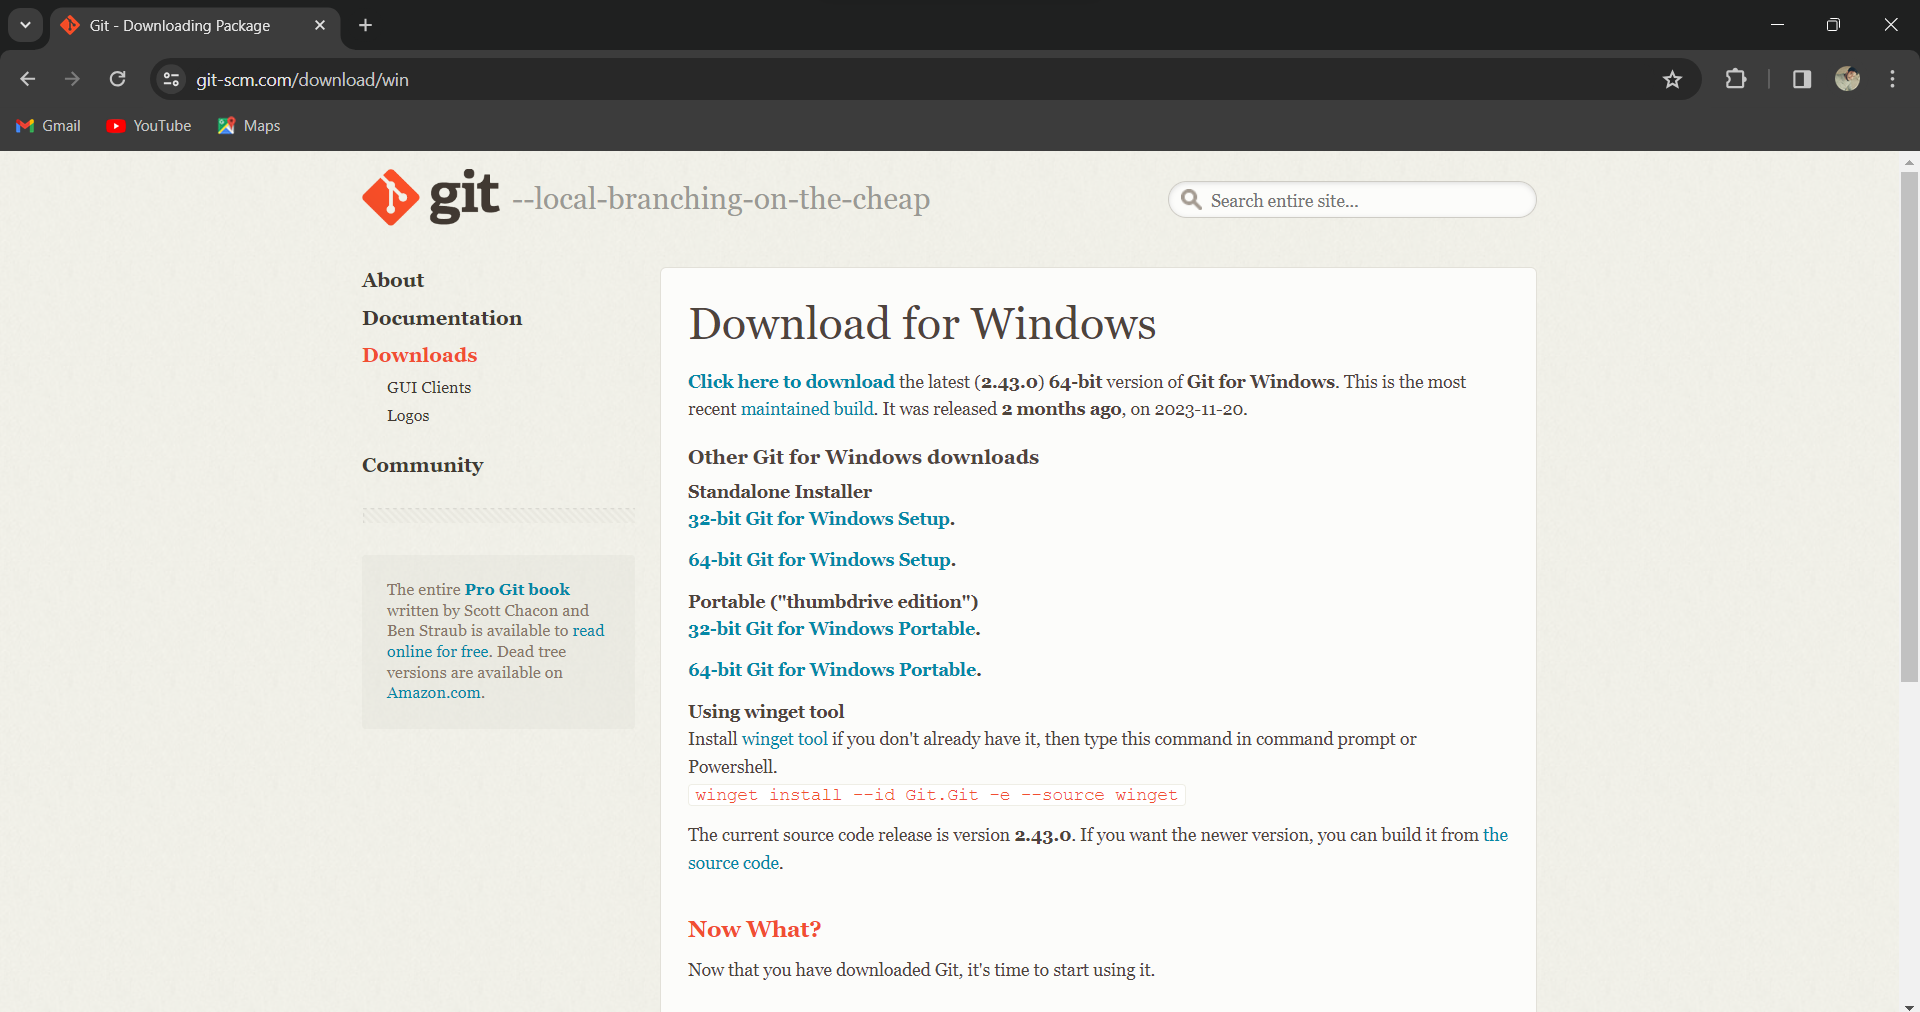 Git - Downloading Package
git-scm.com/download/win
Gmail
YouTube
Maps
git --local-branching-on-the-cheap
Search entire site...
About
Documentation
Downloads
GUI Clients
Logos
Community
The entire Pro Git book
written by Scott Chacon and
Ben Straub is available to read
online for free. Dead tree
versions are available on
Amazon.com.
Download for Windows
Click here to download the latest (2.43.0) 64-bit version of Git for Windows. This is the most
recent maintained build. It was released 2 months ago, on 2023-11-20.
Other Git for Windows downloads
Standalone Installer
32-bit Git for Windows Setup.
64-bit Git for Windows Setup.
Portable ("thumbdrive edition")
32-bit Git for Windows Portable.
64-bit Git for Windows Portable.
Using winget tool
Install winget tool if you don't already have it, then type this command in command prompt or
Powershell.
winget install --id Git.Git -e --source winget
The current source code release is version 2.43.0. If you want the newer version, you can build it from the
source code.
Now What?
Now that you have downloaded Git, it's time to start using it.